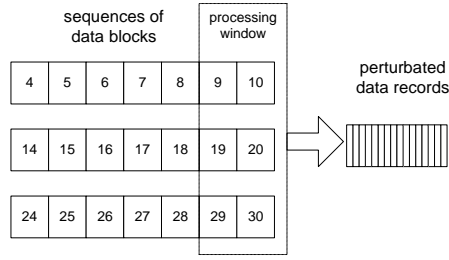 sequences of
data blocks
processing
window
4 5 6 7 8 9 10
perturbated
data records
14 15 16 17 18 19 20
24 25 26 27 28 29 30